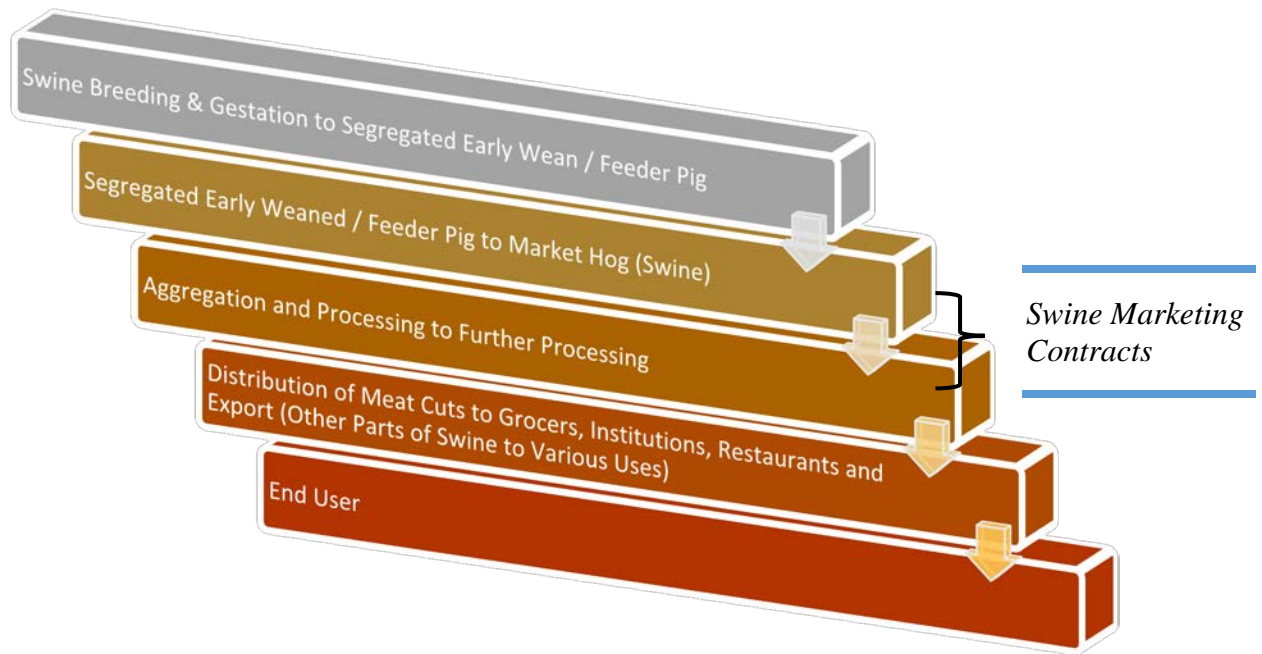 Swine Breeding & Gestation to Segregated Early Wean / Feeder Pig
Segregated Early Weaned / Feeder Pig to Market Hog (Swine)
Aggregation and Processing to Further Processing
Distribution of Meat Cuts to Grocers, Institutions, Restaurants and
Export (Other Parts of Swine to Various Uses)
End User
Swine Marketing
Contracts